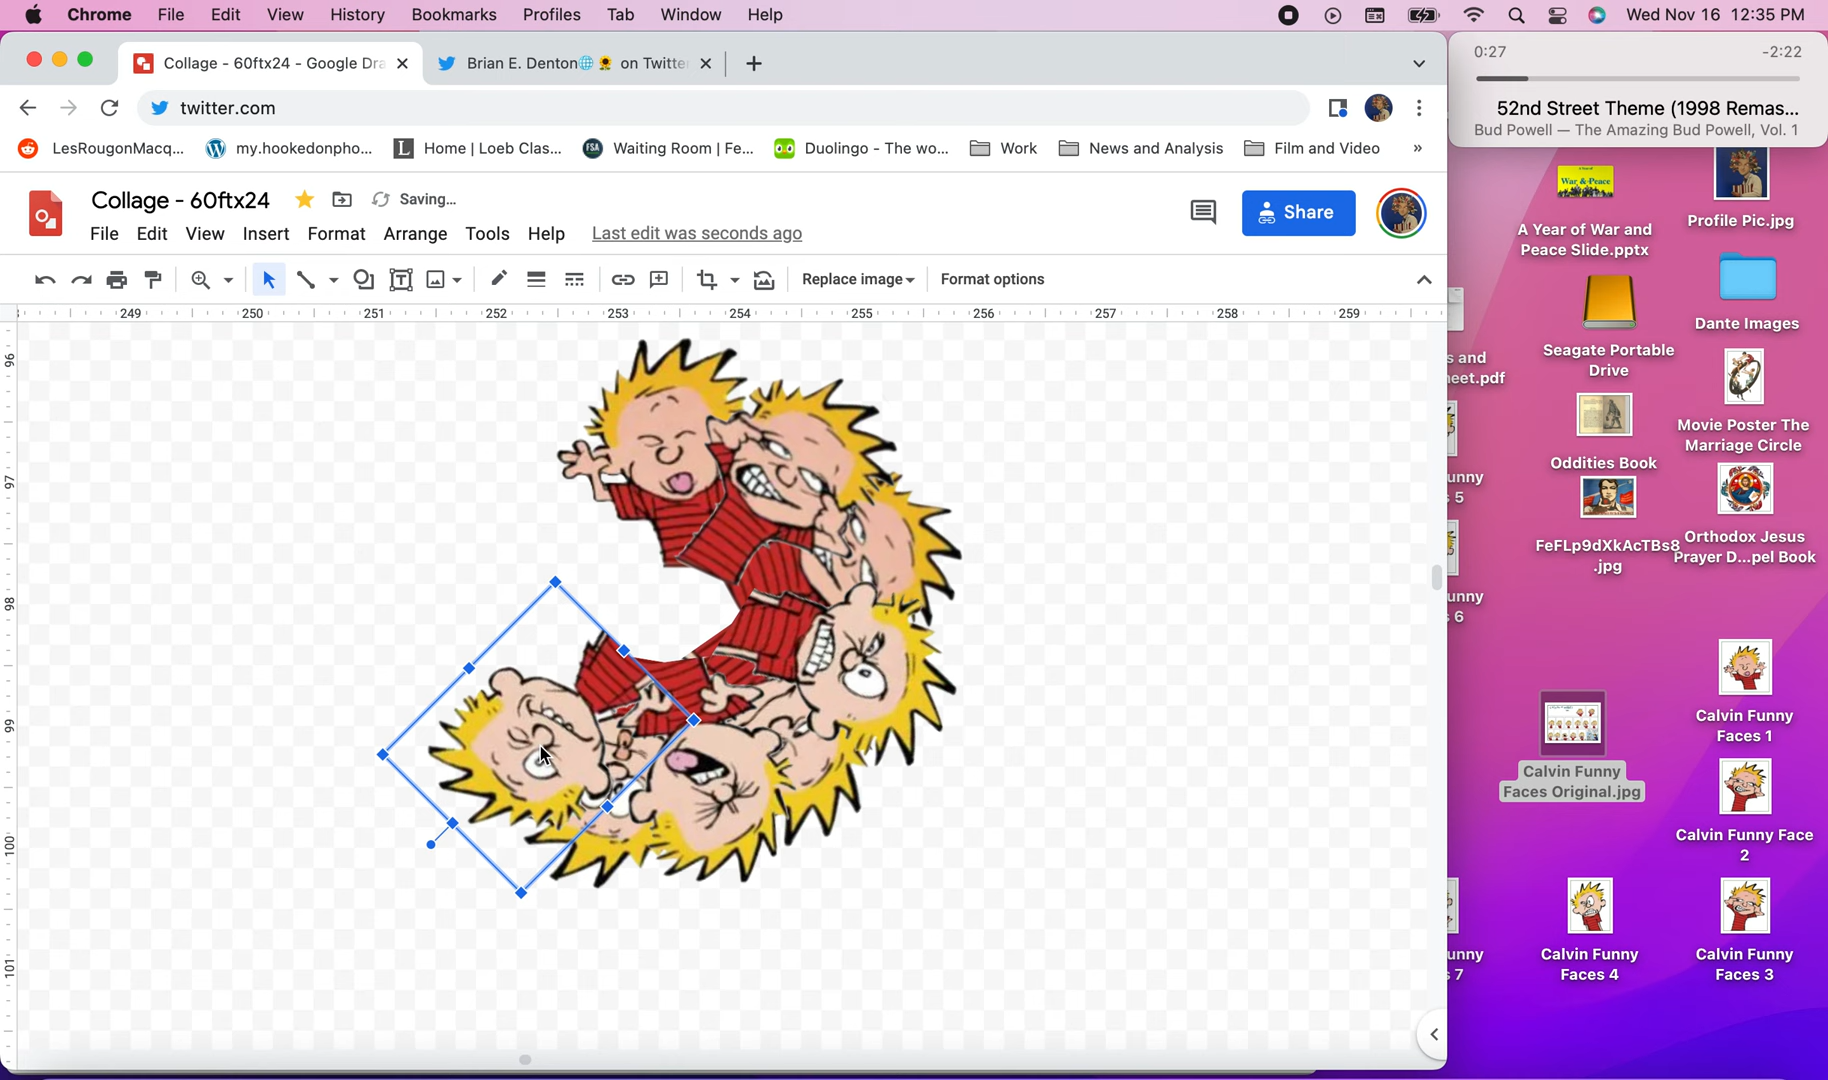 Chrome File Edit View History Bookmarks Profiles Tab Window Help
Wed Nov 16 12:35 PM
Collage - 60ftx24 - Google Dra
Brian E. Denton on Twitte
twitter.com
LesRougonMacq... my.hookedonpho... Home | Loeb Clas... Waiting Room | Fe... Duolingo - The wo... Work News and Analysis Film and Video »
Collage - 60ftx24 Saving...
File Edit View Insert Format Arrange Tools Help Last edit was seconds ago
Share
Replace image Format options
249 250 251 252 253 254 255 256 257 258 259
96
97
98
99
100
101
0:27 -2:22
52nd Street Theme (1998 Remas...
Bud Powell — The Amazing Bud Powell, Vol. 1
War & Peace
A Year of War and
Peace Slide.pptx
Profile Pic.jpg
Seagate Portable
Drive
Dante Images
s and
eet.pdf
Movie Poster The
Marriage Circle
Oddities Book
unny
5
FeFLp9dXkAcTBs8
.jpg
Orthodox Jesus
Prayer D...pel Book
unny
6
Calvin Funny
Faces 1
Calvin Funny
Faces Original.jpg
Calvin Funny Face
2
unny
7
Calvin Funny
Faces 4
Calvin Funny
Faces 3